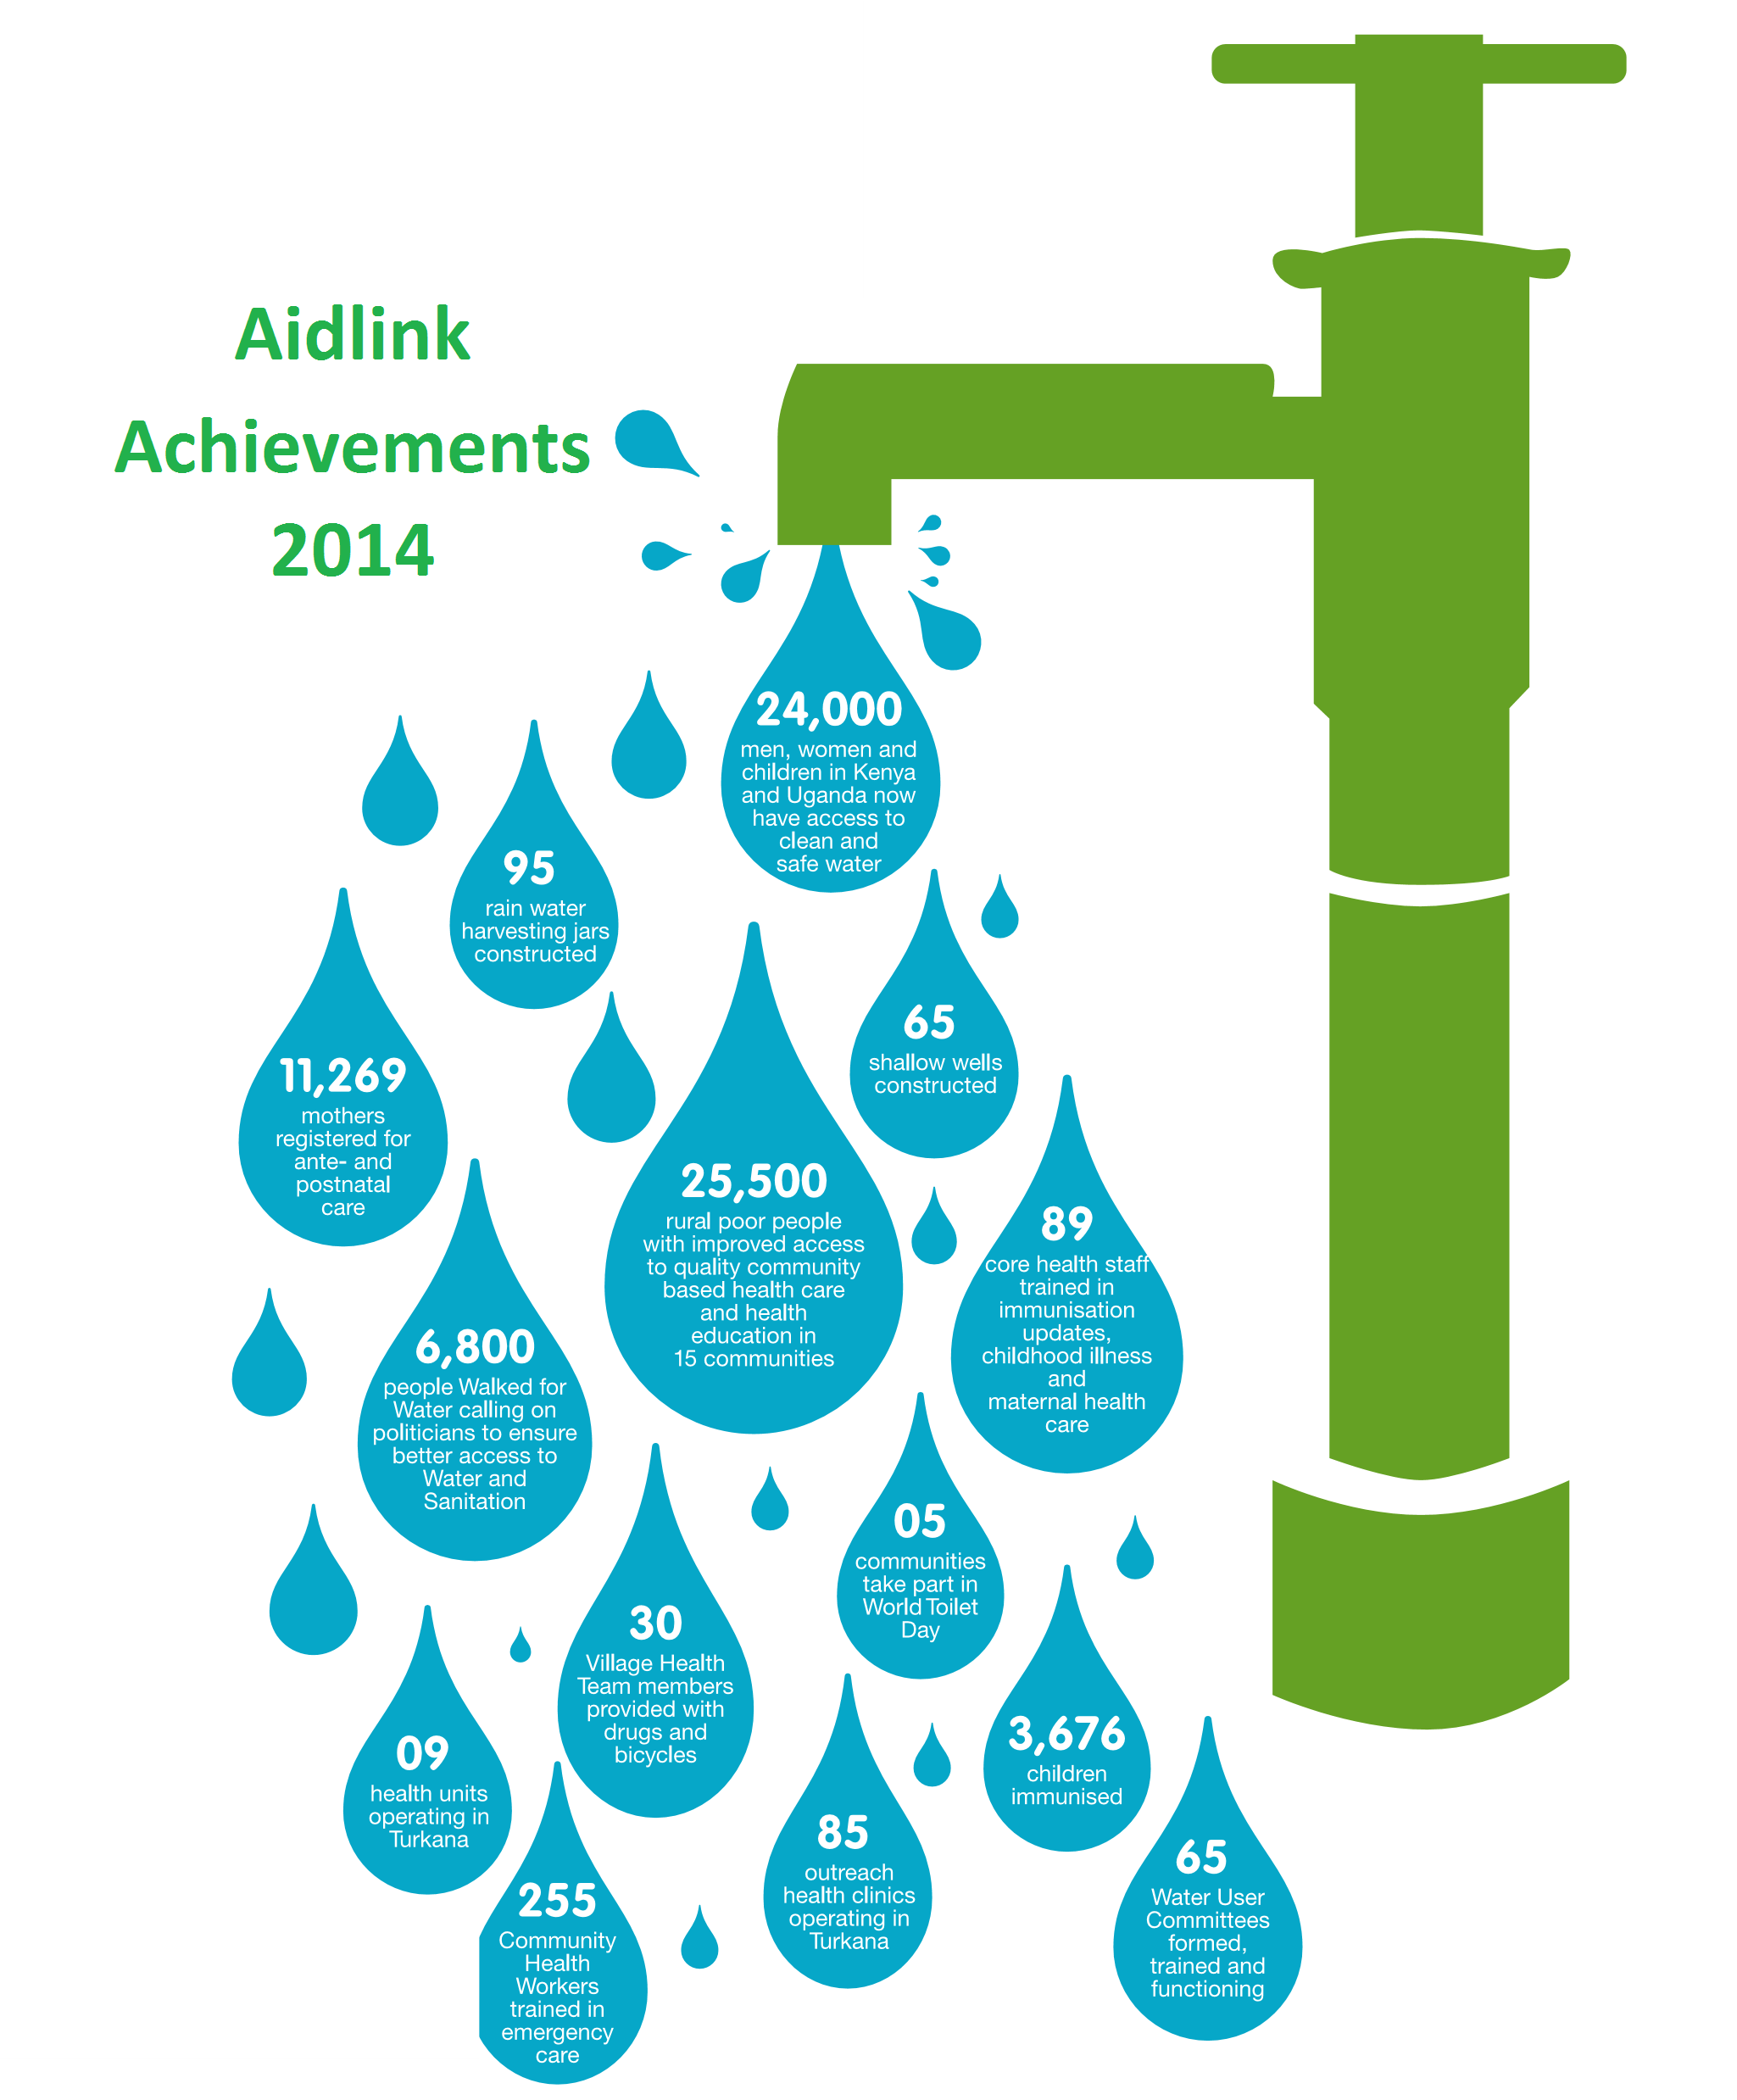 Aidlink
Achievements
2014
24,000
men, women and
children in Kenya
and Uganda now
have access to
clean and
safe water
95
rain water
harvesting jars
constructed
65
shallow wells
constructed
11,269
mothers
registered for
ante- and
postnatal
care
25,500
rural poor people
with improved access
to quality community
based health care
and health
education in
15 communities
89
core health staff
trained in
immunisation
updates,
childhood illness
and
maternal health
care
6,800
people Walked for
Water calling on
politicians to ensure
better access to
Water and
Sanitation
05
communities
take part in
World Toilet
Day
30
Village Health
Team members
provided with
drugs and
bicycles
09
health units
operating in
Turkana
3,676
children
immunised
85
outreach
health clinics
operating in
Turkana
65
Water User
Committees
formed,
trained and
functioning
255
Community
Health
Workers
trained in
emergency
care